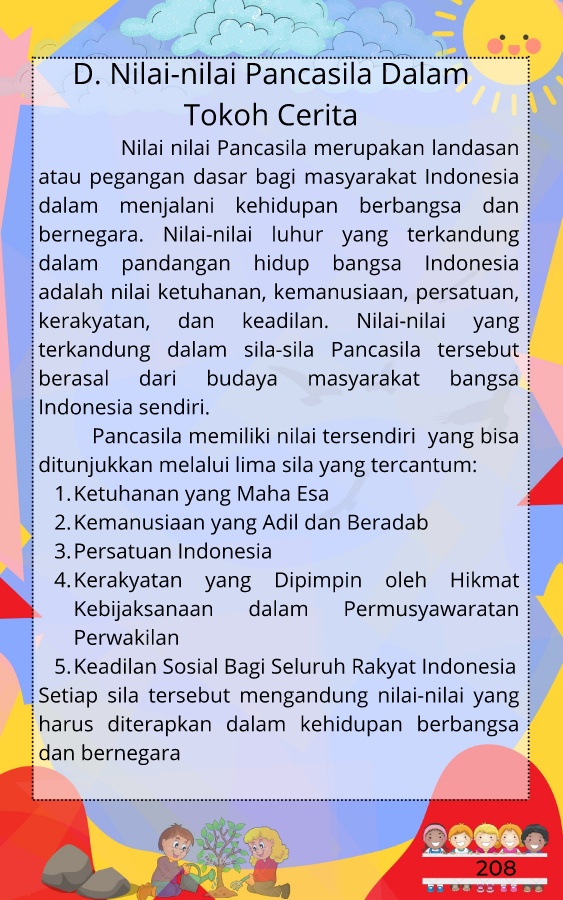 D. Nilai-nilai Pancasila Dalam
Tokoh Cerita
Nilai nilai Pancasila merupakan landasan
atau pegangan dasar bagi masyarakat Indonesia
dalam menjalani kehidupan berbangsa dan
bernegara. Nilai-nilai luhur yang terkandung
dalam pandangan hidup bangsa Indonesia
adalah nilai ketuhanan, kemanusiaan, persatuan,
kerakyatan, dan keadilan. Nilai-nilai yang
terkandung dalam sila-sila Pancasila tersebut
berasal dari budaya masyarakat bangsa
Indonesia sendiri.
Pancasila memiliki nilai tersendiri yang bisa
ditunjukkan melalui lima sila yang tercantum:
1. Ketuhanan yang Maha Esa
2. Kemanusiaan yang Adil dan Beradab
3. Persatuan Indonesia
4. Kerakyatan yang Dipimpin oleh Hikmat
Kebijaksanaan dalam Permusyawaratan
Perwakilan
5. Keadilan Sosial Bagi Seluruh Rakyat Indonesia
Setiap sila tersebut mengandung nilai-nilai yang
harus diterapkan dalam kehidupan berbangsa
dan bernegara
208